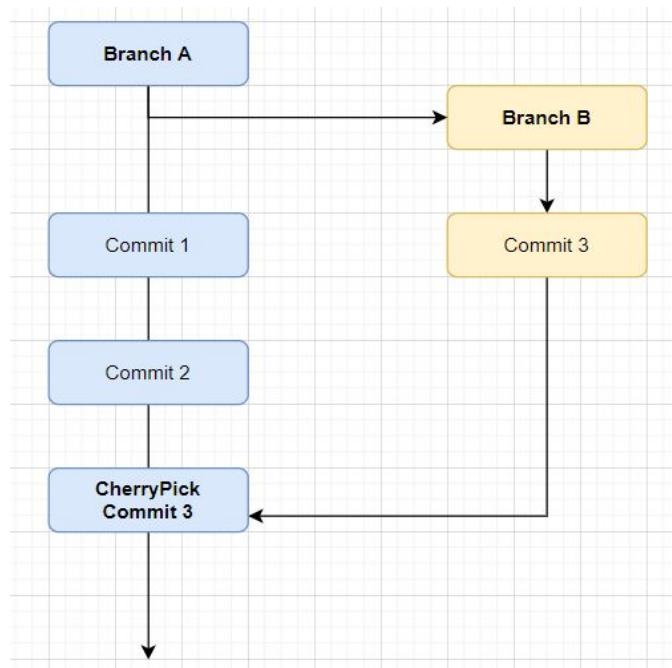 Branch A
Branch B
Commit 1
Commit 3
Commit 2
CherryPick
Commit 3